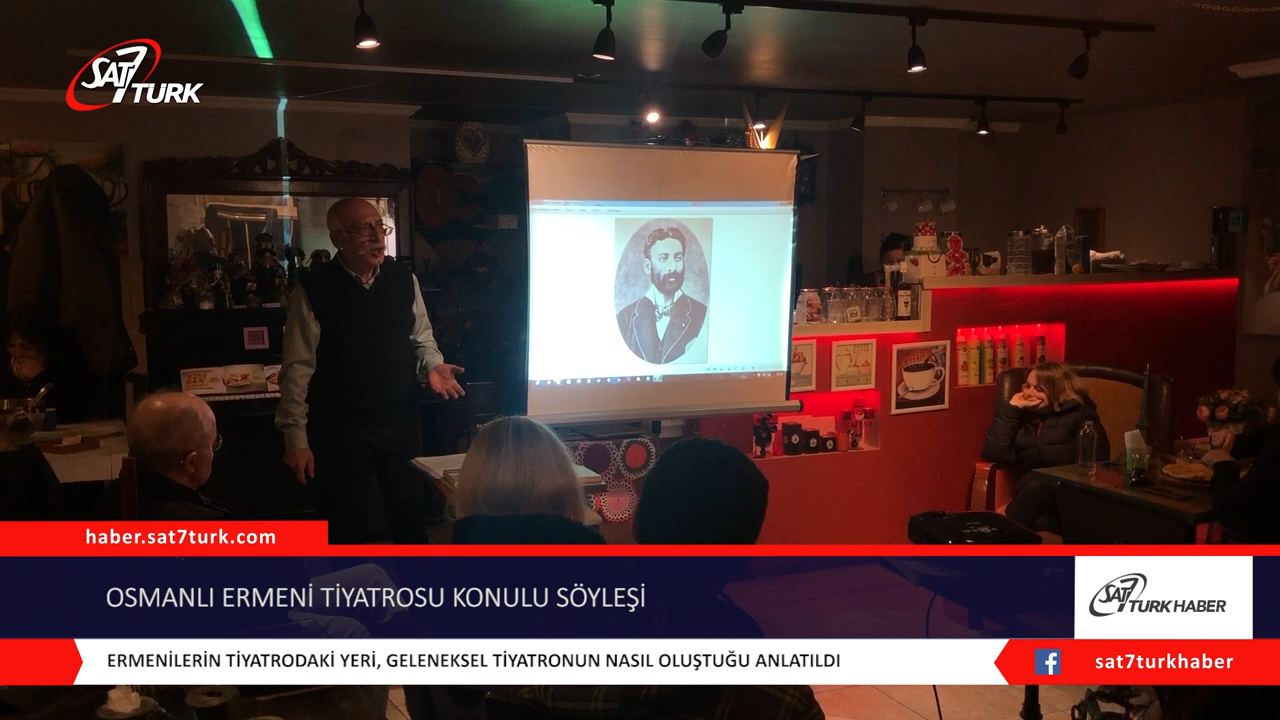 SAT7 TURK
haber.sat7turk.com
OSMANLI ERMENİ TİYATROSU KONULU SÖYLEŞİ
SAT7 TURK HABER
ERMENİLERİN TİYATRODAKİ YERİ, GELENEKSEL TİYATRONUN NASIL OLUŞTUĞU ANLATILDI
f sat7turkhaber